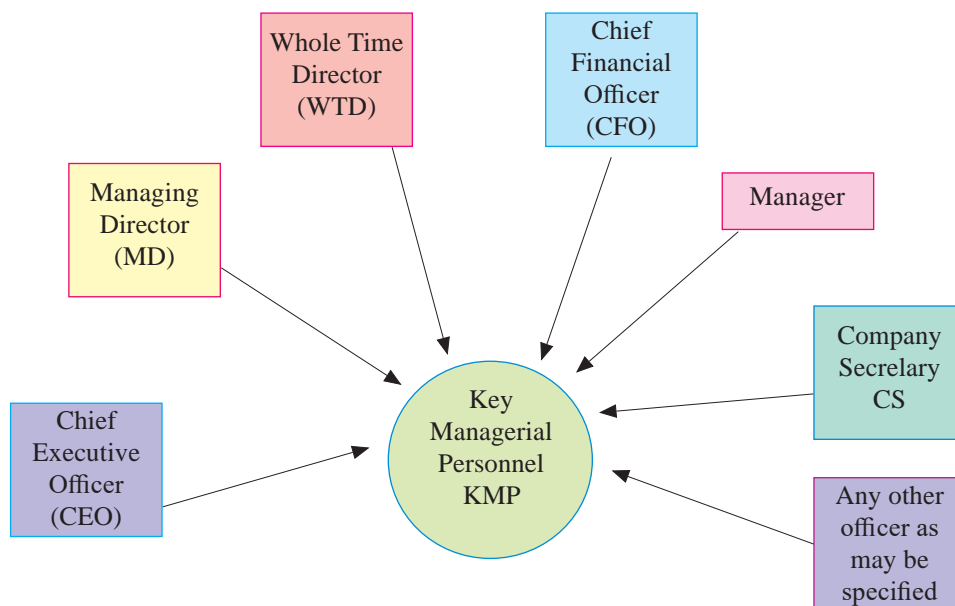 Whole Time
Director
(WTD)
Chief
Financial
Officer
(CFO)
Managing
Director
(MD)
Manager
Company
Secrelary
CS
Key
Managerial
Personnel
KMP
Chief
Executive
Officer
(CEO)
Any other
officer as
may be
specified